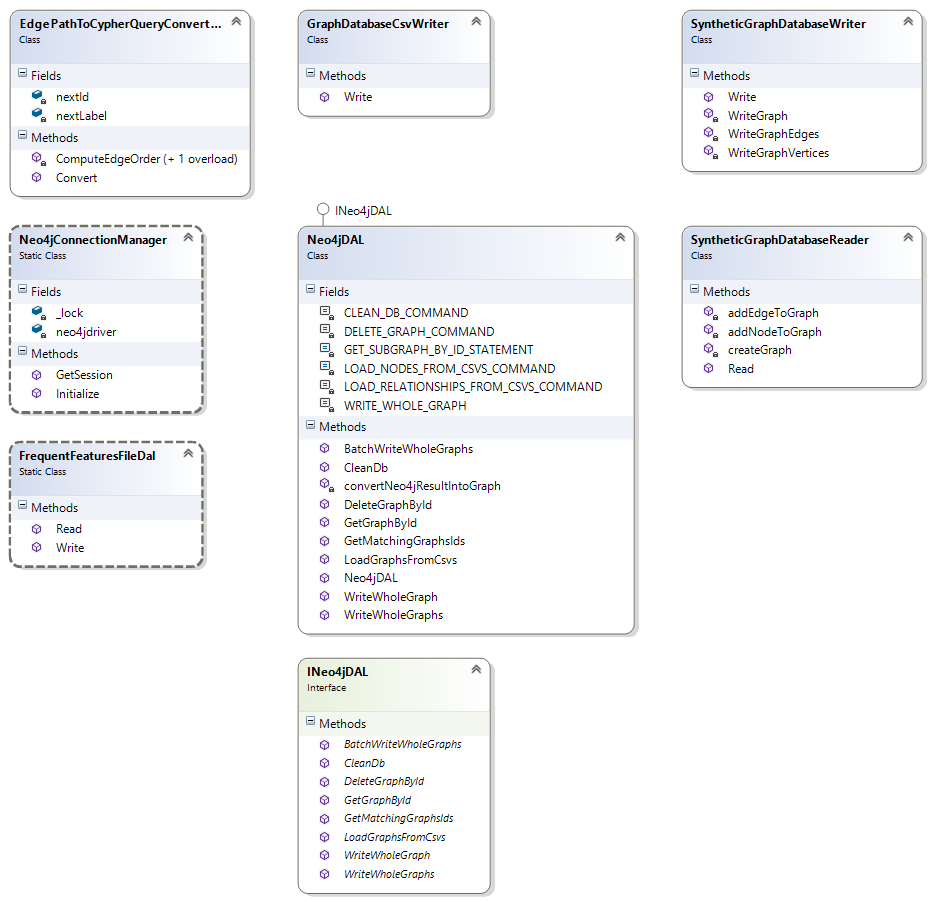 EdgePathToCypherQueryConvert...
Class
Fields
nextId
nextLabel
Methods
ComputeEdgeOrder (+ 1 overload)
Convert
GraphDatabaseCsvWriter
Class
Methods
Write
SyntheticGraphDatabaseWriter
Class
Methods
Write
WriteGraph
WriteGraphEdges
WriteGraphVertices
Neo4jConnectionManager
Static Class
Fields
_lock
neo4jdriver
Methods
GetSession
Initialize
INeo4jDAL
Neo4jDAL
Class
Fields
CLEAN_DB_COMMAND
DELETE_GRAPH_COMMAND
GET_SUBGRAPH_BY_ID_STATEMENT
LOAD_NODES_FROM_CSVS_COMMAND
LOAD_RELATIONSHIPS_FROM_CSVS_COMMAND
WRITE_WHOLE_GRAPH
Methods
BatchWriteWholeGraphs
CleanDb
convertNeo4jResultIntoGraph
DeleteGraphById
GetGraphById
GetMatchingGraphsIds
LoadGraphsFromCsvs
Neo4jDAL
WriteWholeGraph
WriteWholeGraphs
SyntheticGraphDatabaseReader
Class
Methods
addEdgeToGraph
addNodeToGraph
createGraph
Read
FrequentFeaturesFileDal
Static Class
Methods
Read
Write
INeo4jDAL
Interface
Methods
BatchWriteWholeGraphs
CleanDb
DeleteGraphById
GetGraphById
GetMatchingGraphsIds
LoadGraphsFromCsvs
WriteWholeGraph
WriteWholeGraphs